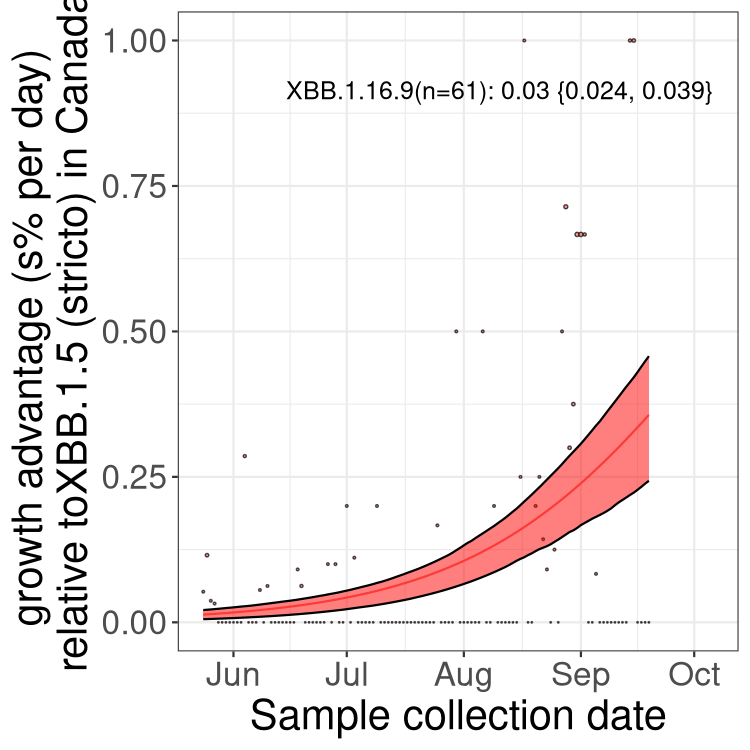 growth advantage (s% per day)
relative toXBB.1.5 (stricto) in Canada
1.00
0.75
0.50
0.25
0.00
XBB.1.16.9(n=61): 0.03 {0.024, 0.039}
Jun Jul Aug Sep Oct
Sample collection date